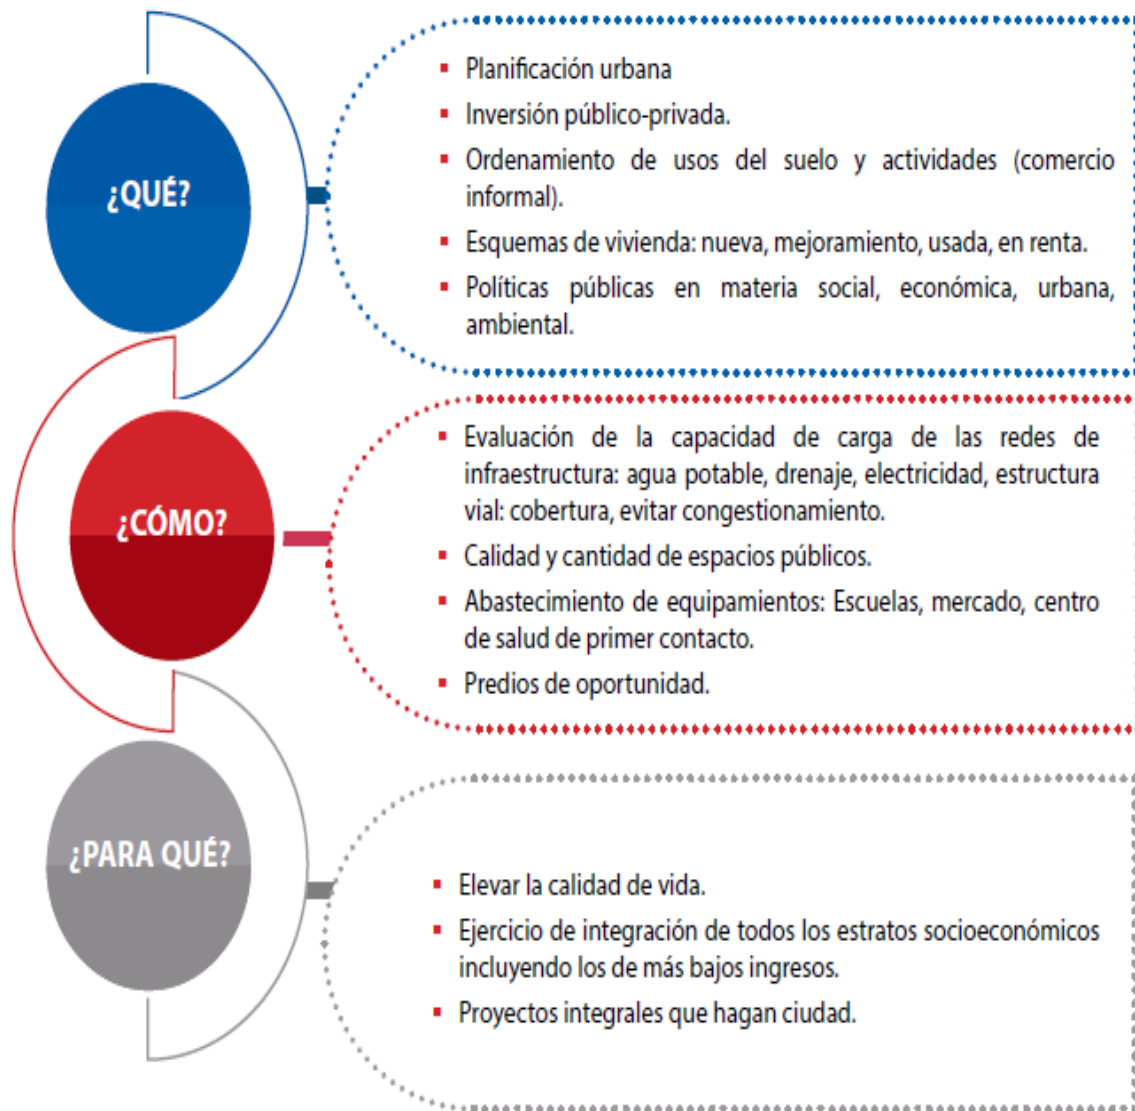 ¿QUÉ?
▪ Planificación urbana
▪ Inversión público-privada.
▪ Ordenamiento de usos del suelo y actividades (comercio
informal).
▪ Esquemas de vivienda: nueva, mejoramiento, usada, en renta.
▪ Políticas públicas en materia social, económica, urbana,
ambiental.
¿CÓMO?
▪ Evaluación de la capacidad de carga de las redes de
infraestructura: agua potable, drenaje, electricidad, estructura
vial: cobertura, evitar congestionamiento.
▪ Calidad y cantidad de espacios públicos.
▪ Abastecimiento de equipamientos: Escuelas, mercado, centro
de salud de primer contacto.
▪ Predios de oportunidad.
¿PARA QUÉ?
▪ Elevar la calidad de vida.
▪ Ejercicio de integración de todos los estratos socioeconómicos
incluyendo los de más bajos ingresos.
▪ Proyectos integrales que hagan ciudad.